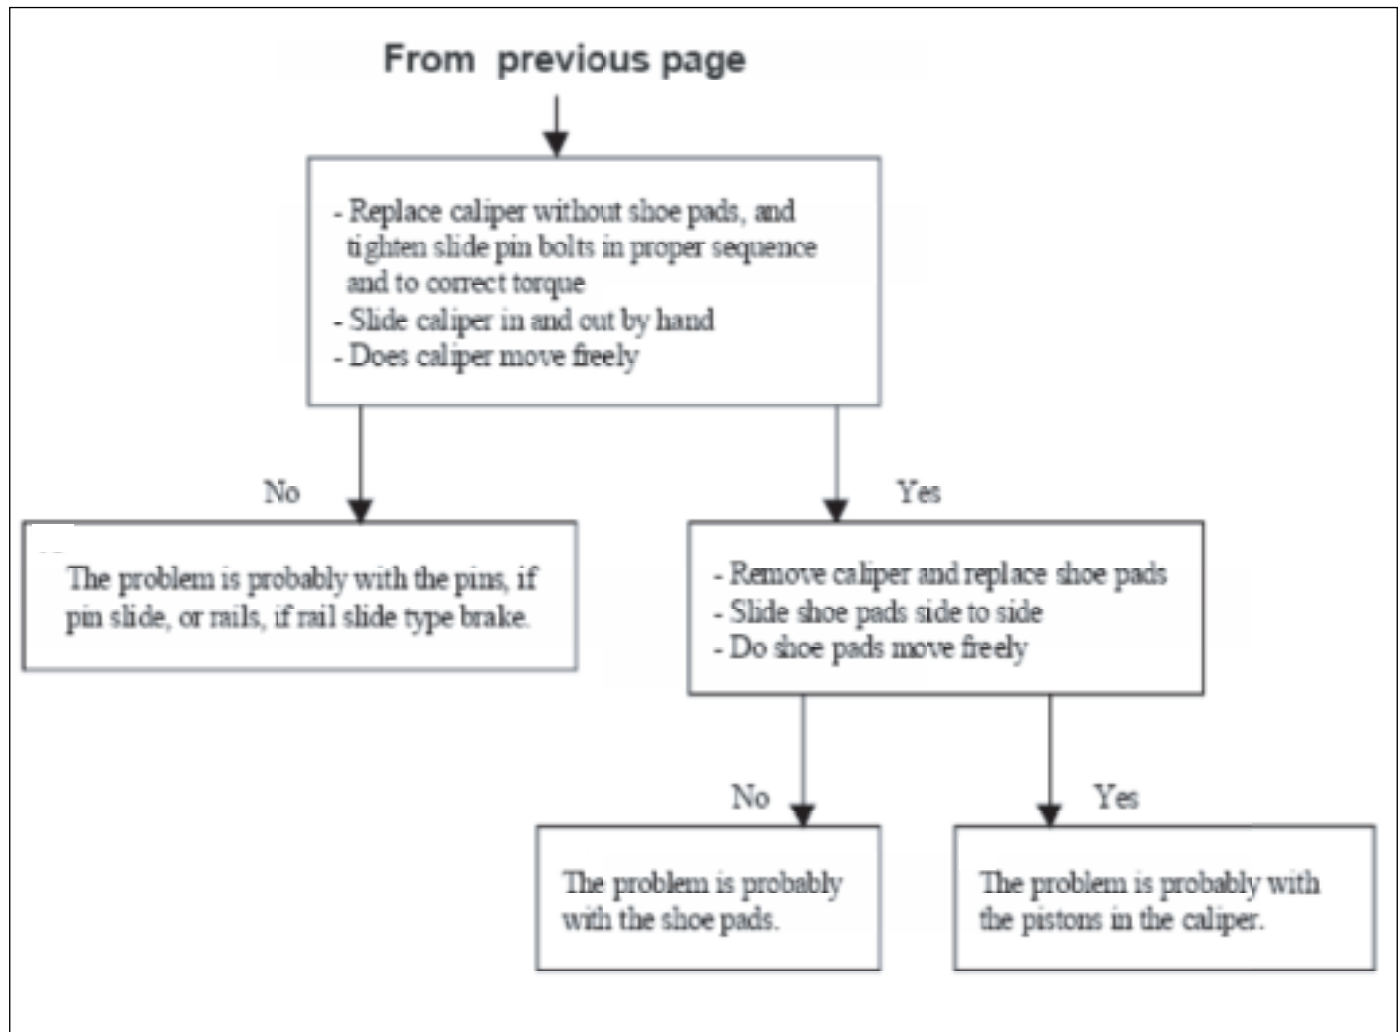 From previous page
- Replace caliper without shoe pads, and
tighten slide pin bolts in proper sequence
and to correct torque
- Slide caliper in and out by hand
- Does caliper move freely
No
Yes
The problem is probably with the pins, if
pin slide, or rails, if rail slide type brake.
- Remove caliper and replace shoe pads
- Slide shoe pads side to side
- Do shoe pads move freely
No
Yes
The problem is probably
with the shoe pads.
The problem is probably with
the pistons in the caliper.